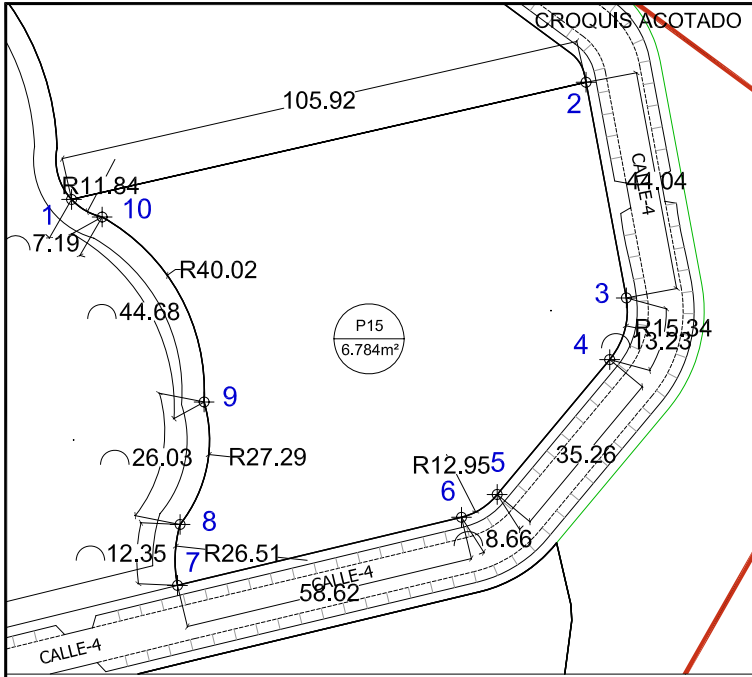 CROQUIS ACOTADO
2
105.92
CALLE-4
44.04
R11.84
1
10
7.19
R40.02
44.68
3
R15.34
13.23
P15
6.784m²
4
9
35.26
26.03
R27.29
R12.95
5
6
8
8.66
12.35
R26.51
7
CALLE-4
58.62
CALLE-4